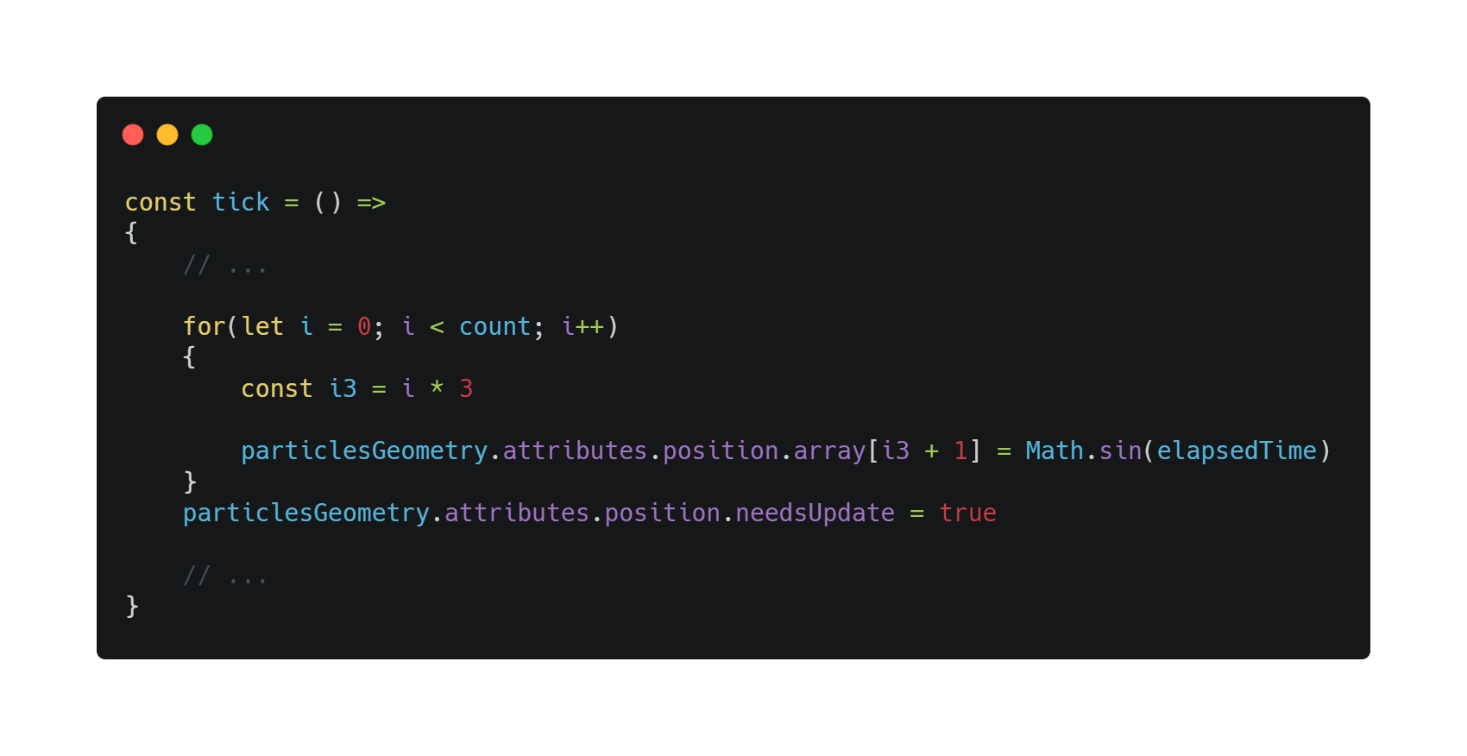 const tick = () =>
{
    // ...

    for(let i = 0; i < count; i++)
    {
        const i3 = i * 3

        particlesGeometry.attributes.position.array[i3 + 1] = Math.sin(elapsedTime)
    }
    particlesGeometry.attributes.position.needsUpdate = true

    // ...
}